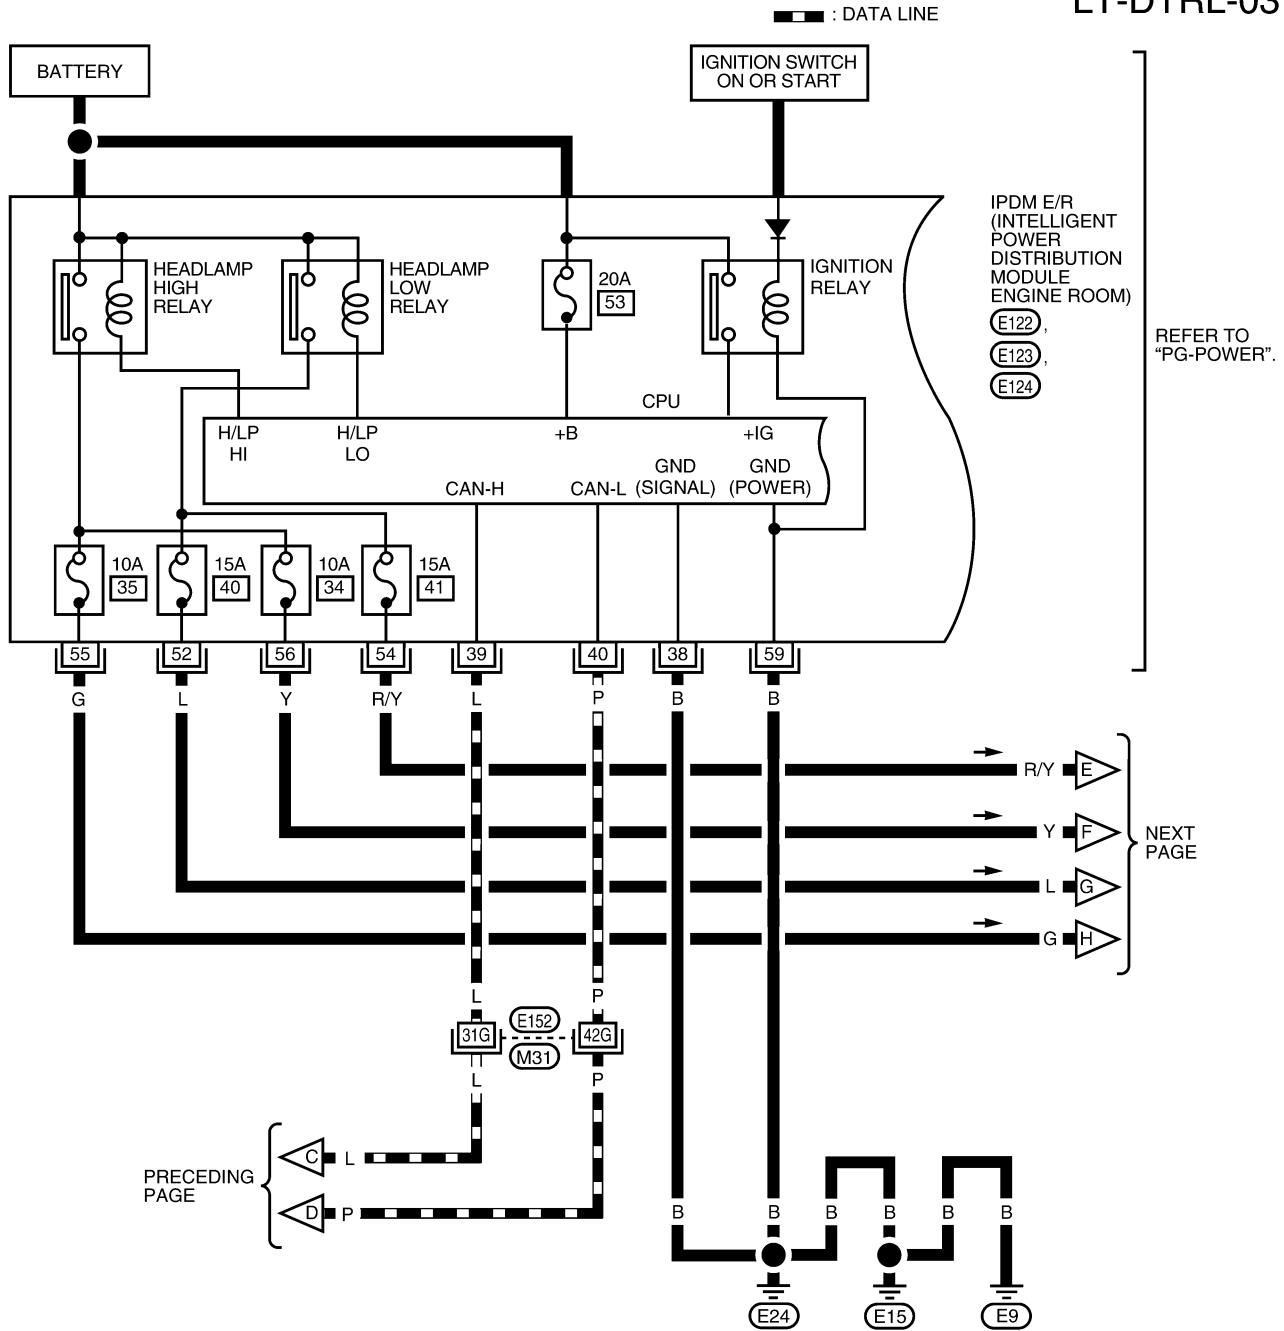 LT-DTRL-03
: DATA LINE
BATTERY
IGNITION SWITCH
ON OR START
IPDM E/R
(INTELLIGENT
POWER
DISTRIBUTION
MODULE
ENGINE ROOM)
E122 ,
E123 ,
E124
REFER TO
“PG-POWER”.
HEADLAMP
HIGH
RELAY
HEADLAMP
LOW
RELAY
20A
53
IGNITION
RELAY
CPU
H/LP
HI
H/LP
LO
+B
+IG
CAN-H
CAN-L
GND
(SIGNAL)
GND
(POWER)
10A
35
15A
40
10A
34
15A
41
55 52 56 54 39 40 38 59
G L Y R/Y L P B B
R/Y E
Y F
L G
G H
NEXT
PAGE
L P
31G E152 42G
M31
L P
PRECEDING
PAGE
C L
D P
B B B B B B
E24 E15 E9